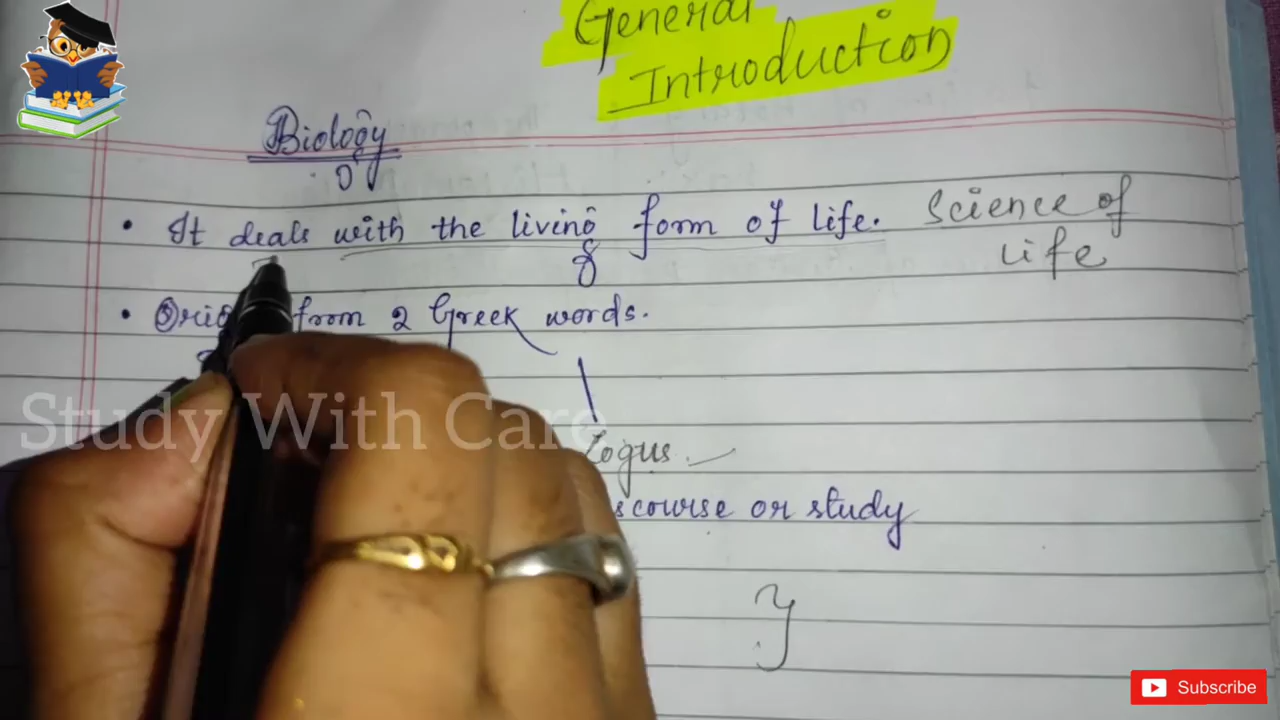 General
Introduction
Biology
• It deals with the living form of life. Science of
Life
• from 2 Greek words.
Study With Care
Logus
scourse or study
y
Subscribe